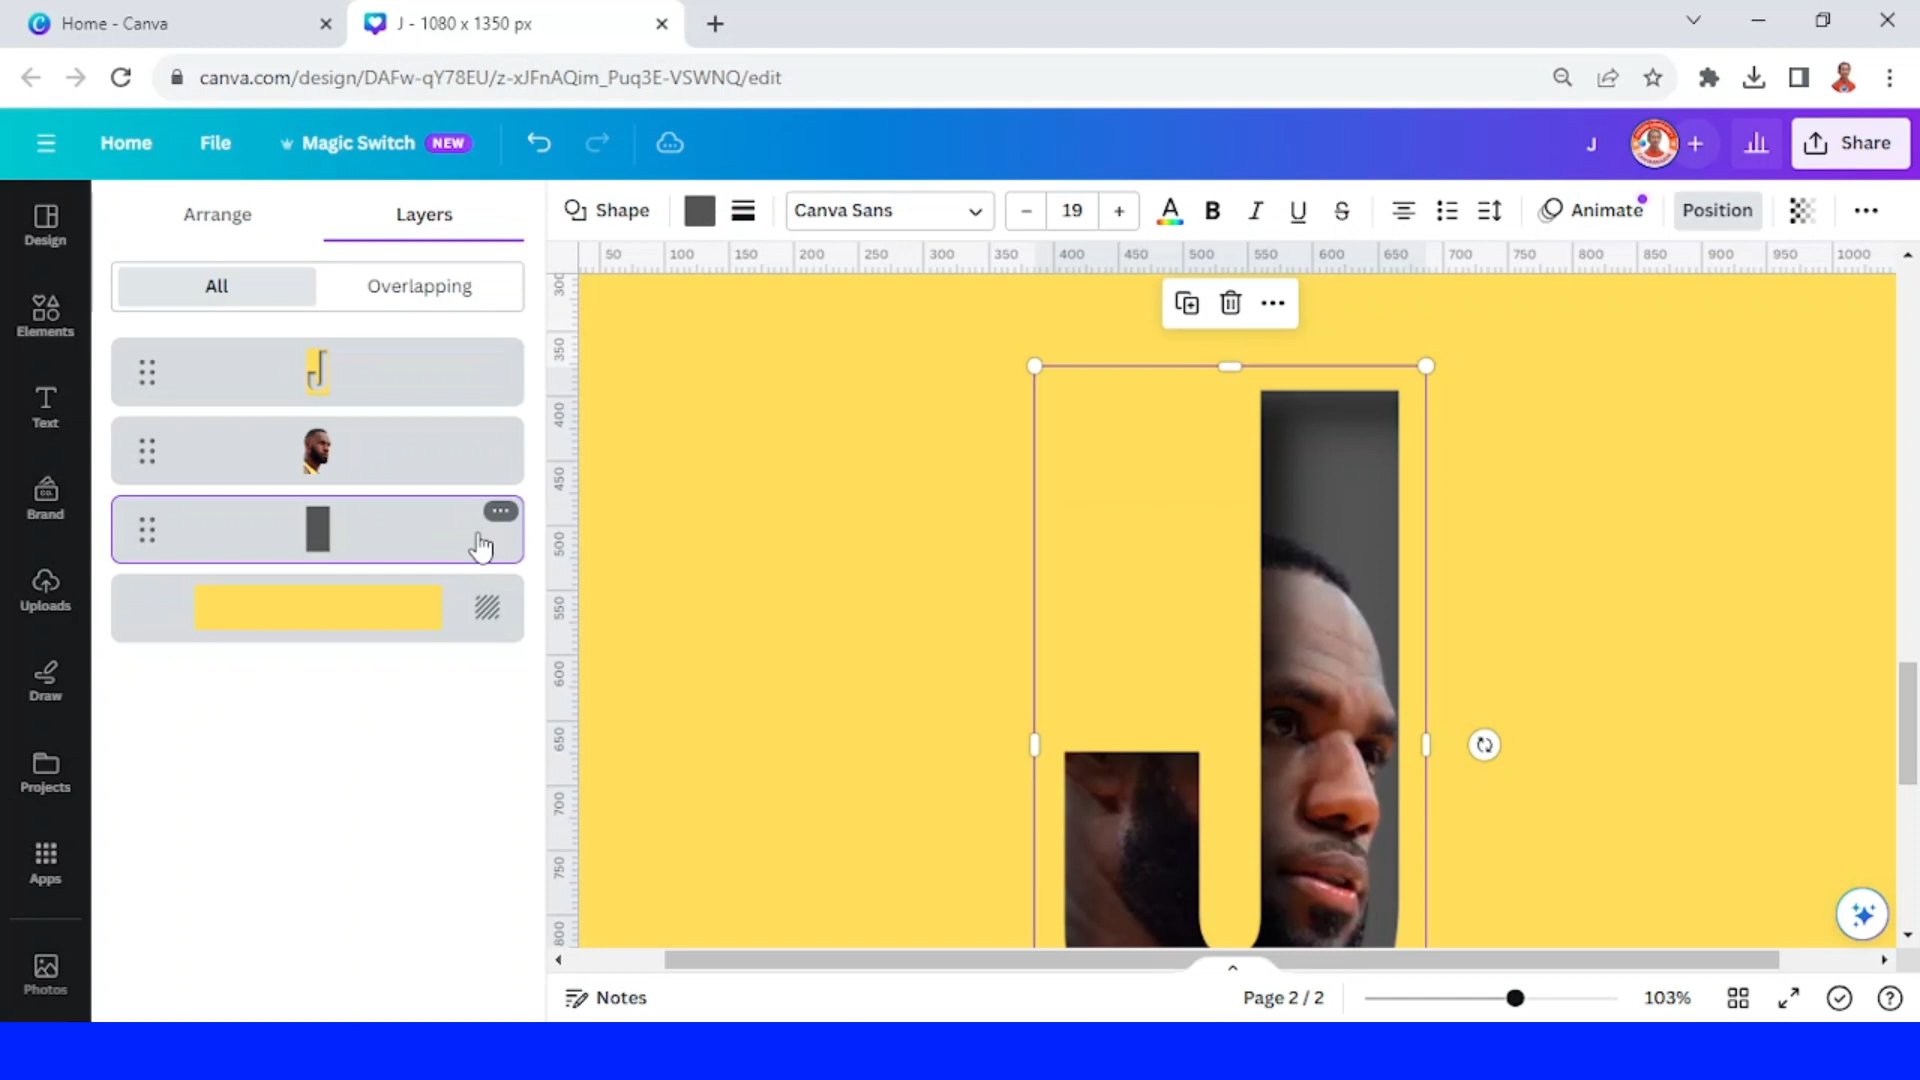 Home - Canva
J - 1080 x 1350 px
canva.com/design/DAFw-qY78EU/z-xJFnAQim_Puq3E-VSWNQ/edit
Home File Magic Switch NEW J Share
Arrange Layers
Shape Canva Sans 19 A B I U S Animate Position
All Overlapping
Design
Elements
Text
Brand
Uploads
Draw
Projects
Apps
Photos
50 100 150 200 250 300 350 400 450 500 550 600 650 700 750 800 850 900 950 1000
300
350
400
450
500
550
600
650
700
750
800
J
CO.
Notes Page 2 / 2 103%